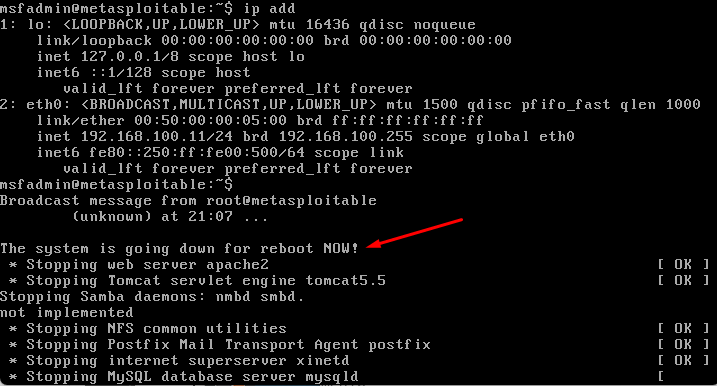 msfadmin@metasploitable:~$ ip add
1: lo: <LOOPBACK,UP,LOWER_UP> mtu 16436 qdisc noqueue
    link/loopback 00:00:00:00:00:00 brd 00:00:00:00:00:00
    inet 127.0.0.1/8 scope host lo
    inet6 ::1/128 scope host
       valid_lft forever preferred_lft forever
2: eth0: <BROADCAST,MULTICAST,UP,LOWER_UP> mtu 1500 qdisc pfifo_fast qlen 1000
    link/ether 00:50:00:00:05:00 brd ff:ff:ff:ff:ff:ff
    inet 192.168.100.11/24 brd 192.168.100.255 scope global eth0
    inet6 fe80::250:ff:fe00:500/64 scope link
       valid_lft forever preferred_lft forever
msfadmin@metasploitable:~$
Broadcast message from root@metasploitable
        (unknown) at 21:07 ...
The system is going down for reboot NOW!
 * Stopping web server apache2 [ OK ]
 * Stopping Tomcat servlet engine tomcat5.5 [ OK ]
Stopping Samba daemons: nmbd smbd.
not implemented
 * Stopping NFS common utilities [ OK ]
 * Stopping Postfix Mail Transport Agent postfix [ OK ]
 * Stopping internet superserver xinetd [ OK ]
 * Stopping MySQL database server mysqld [